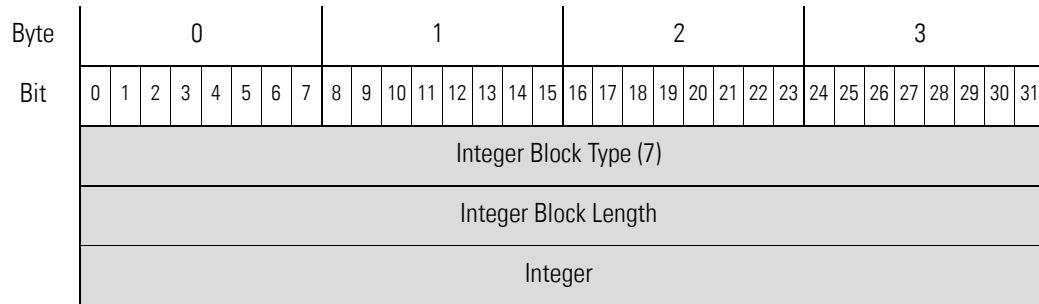 Byte 0 1 2 3
Bit 0 1 2 3 4 5 6 7 8 9 10 11 12 13 14 15 16 17 18 19 20 21 22 23 24 25 26 27 28 29 30 31
Integer Block Type (7)
Integer Block Length
Integer